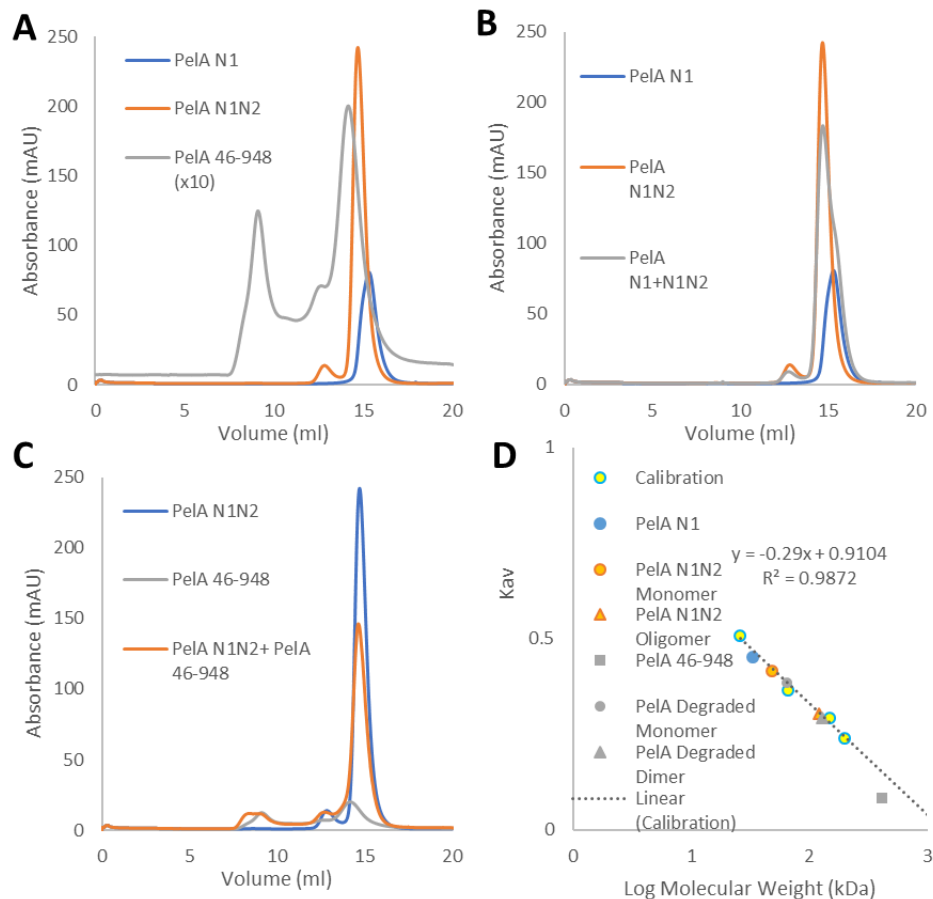 A
250
200
150
100
50
0
Absorbance (mAU)
PelA N1
PelA N1N2
PelA 46-948
(x10)
0
5
10
15
20
Volume (ml)
B
250
200
150
100
50
0
Absorbance (mAU)
PelA N1
PelA
N1N2
PelA
N1+N1N2
0
5
10
15
20
Volume (ml)
C
250
200
150
100
50
0
Absorbance (mAU)
PelA N1N2
PelA 46-948
PelA N1N2+ PelA
46-948
0
5
10
15
20
Volume (ml)
D
1
0.5
0
Kav
Calibration
PelA N1
PelA N1N2
Monomer
PelA N1N2
Oligomer
PelA 46-948
PelA Degraded
Monomer
PelA Degraded
Dimer
Linear
(Calibration)
y = -0.29x + 0.9104
R² = 0.9872
0
1
2
3
Log Molecular Weight (kDa)